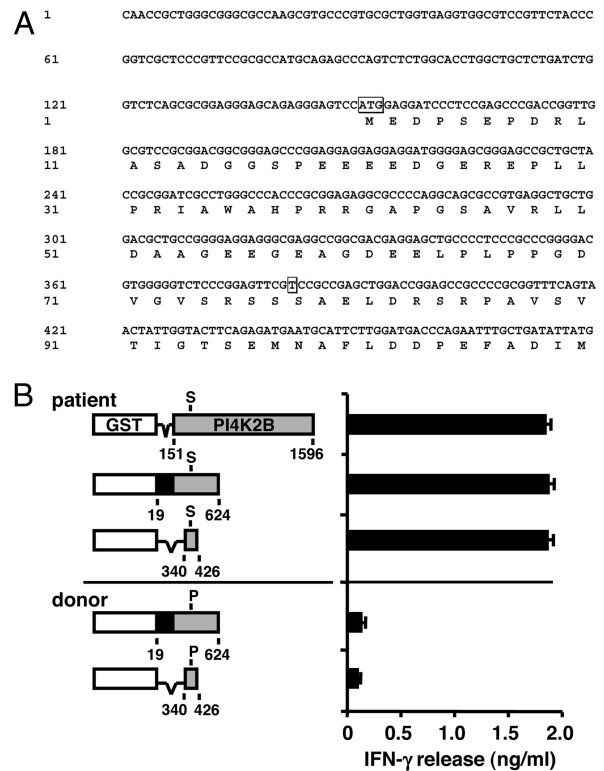 A
1 CAACCGCTGGGCGGGCGCCAAGCGTGCCCGTGCGCTGGTGAGGTGGCGTCCGTTCTACCC
61 GGTCGCTCCCGTTCCGCGCCATGCAGAGCCCAGTCTCTGGCACCTGGCTGCTCTGATCTG
121 GTCTCAGCGCGGAGGGAGCAGAGGGAGTCCATGGAGGATCCCTCCGAGCCCGACCGGTTG
1 M E D P S E P D R L
181 GCGTCCGCGGACGGCGGGAGCCCGGAGGAGGAGGAGGATGGGGAGCGGGAGCCGCTGCTA
11 A S A D G G S P E E E E D G E R E P L L
241 CCGCGGATCGCCTGGGCCCACCCGCGGAGAGGCGCCCCAGGCAGCGCCGTGAGGCTGCTG
31 P R I A W A H P R R G A P G S A V R L L
301 GACGCTGCCGGGGAGGAGGGCGAGGCCGGCGACGAGGAGCTGCCCCTCCCGCCGGGGGAC
51 D A A G E E G E A G D E E L P L P P G D
361 GTGGGGGTCTCCCGGAGTTCGTCCGCCGAGCTGGACCGGAGCCGCCCCGCGGTTTCAGTA
71 V G V S R S S S A E L D R S R P A V S V
421 ACTATTGGTACTTCAGAGATGAATGCATTCTTGGATGACCCAGAATTTGCTGATATTATG
91 T I G T S E M N A F L D D P E F A D I M
B
patient
S
GST PI4K2B
151 1596
S
19 624
S
340 426
donor
P
19 624
P
340 426
0 0.5 1.0 1.5 2.0
IFN-γ release (ng/ml)